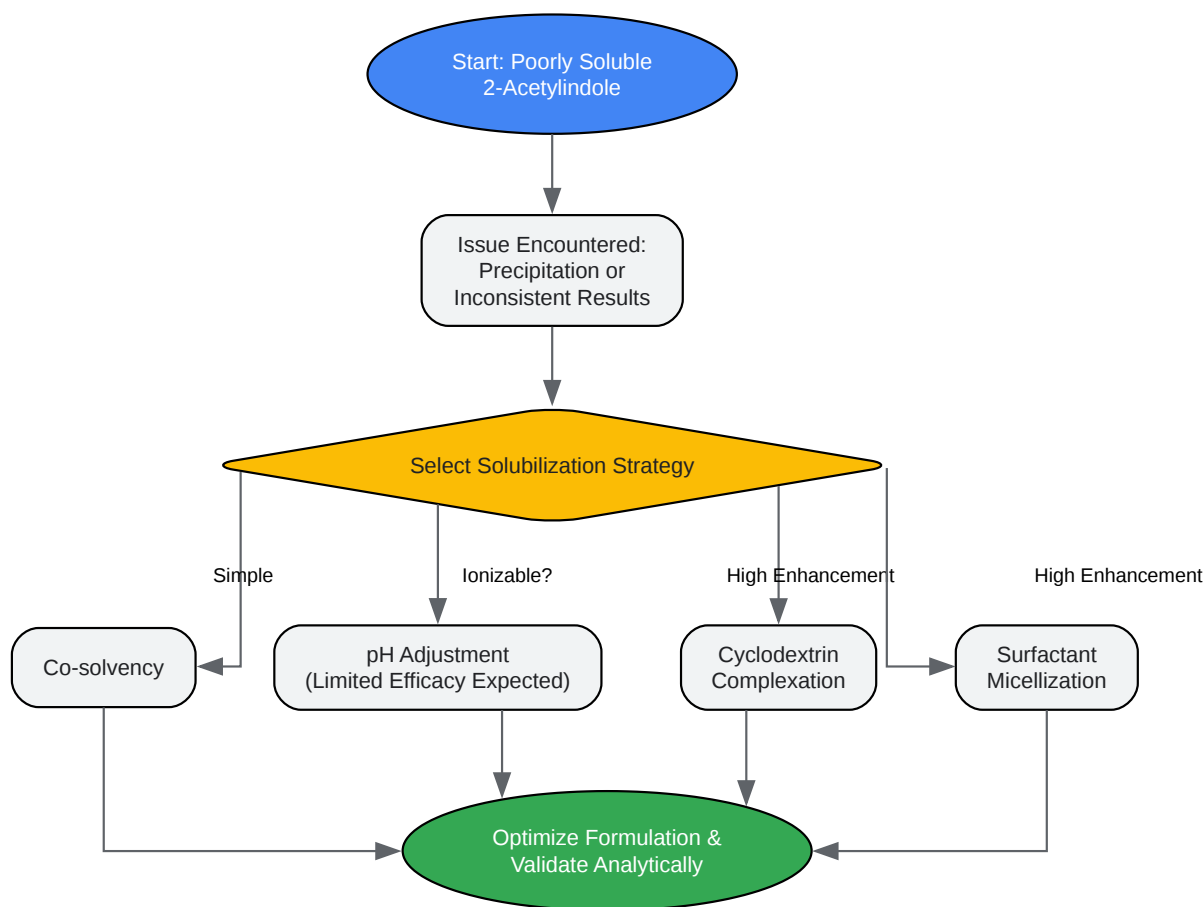 Start: Poorly Soluble
2-Acetylindole
Issue Encountered:
Precipitation or
Inconsistent Results
Select Solubilization Strategy
Simple
Ionizable?
High Enhancement
High Enhancement
Co-solvency
pH Adjustment
(Limited Efficacy Expected)
Cyclodextrin
Complexation
Surfactant
Micellization
Optimize Formulation &
Validate Analytically